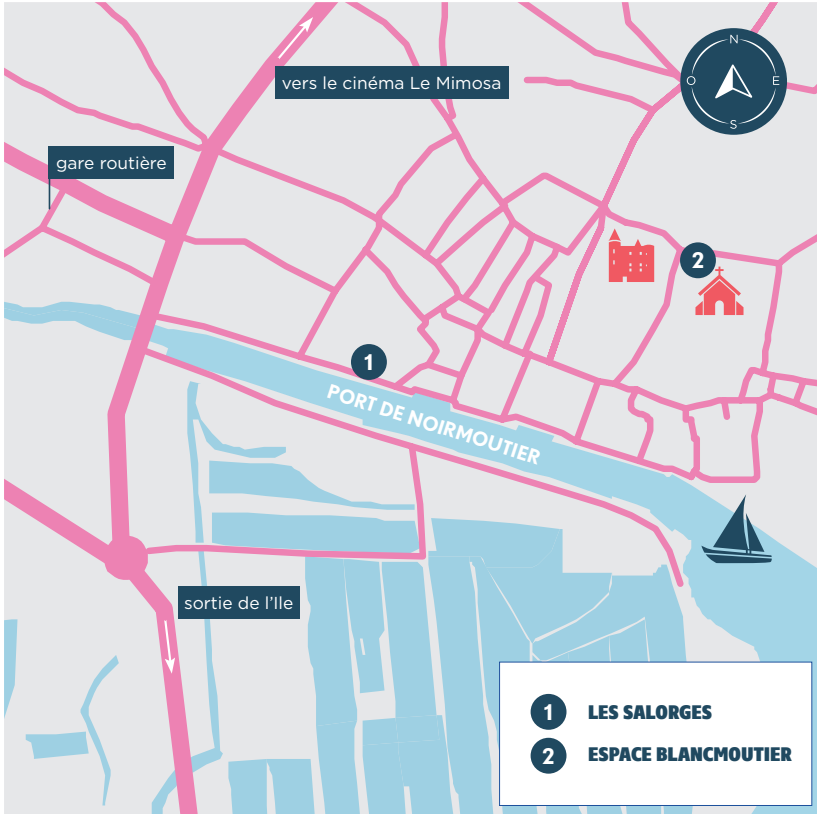 N
O
E
S
vers le cinéma Le Mimosa
gare routière
2
1
PORT DE NOIRMOUTIER
sortie de l'Ile
1 LES SALORGES
2 ESPACE BLANCMOUTIER